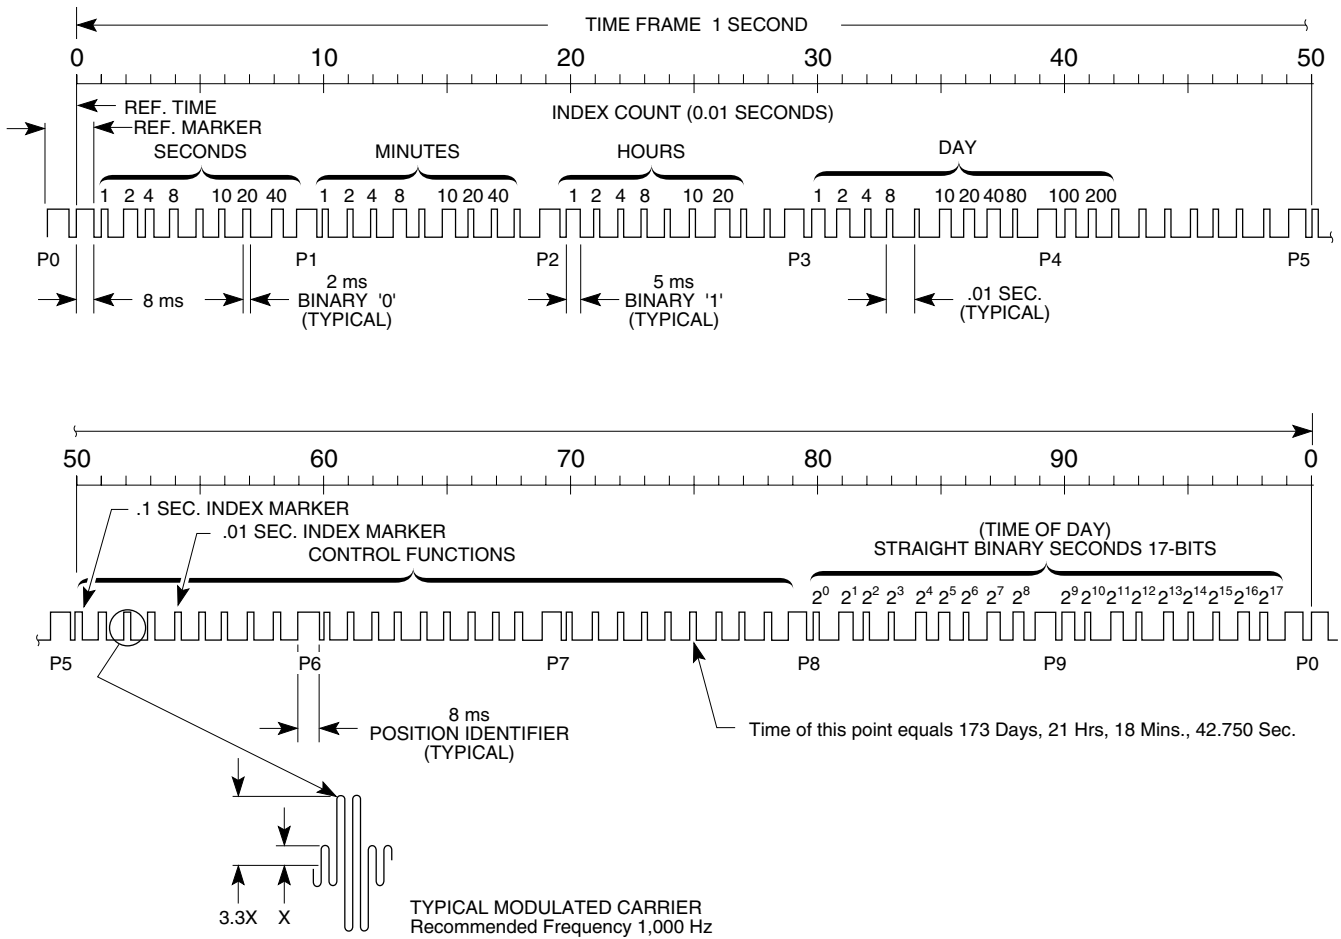 TIME FRAME 1 SECOND
0 10 20 30 40 50
REF. TIME
INDEX COUNT (0.01 SECONDS)
REF. MARKER
SECONDS MINUTES HOURS DAY
1 2 4 8 10 20 40 1 2 4 8 10 20 40 1 2 4 8 10 20 1 2 4 8 10 20 40 80 100 200
P0 P1 P2 P3 P4 P5
8 ms
2 ms
BINARY '0'
(TYPICAL)
5 ms
BINARY '1'
(TYPICAL)
.01 SEC.
(TYPICAL)
50 60 70 80 90 0
.1 SEC. INDEX MARKER
.01 SEC. INDEX MARKER
CONTROL FUNCTIONS
(TIME OF DAY)
STRAIGHT BINARY SECONDS 17-BITS
2⁰ 2¹ 2² 2³ 2⁴ 2⁵ 2⁶ 2⁷ 2⁸ 2⁹ 2¹⁰ 2¹¹ 2¹² 2¹³ 2¹⁴ 2¹⁵ 2¹⁶ 2¹⁷
P5 P6 P7 P8 P9 P0
8 ms
POSITION IDENTIFIER
(TYPICAL)
Time of this point equals 173 Days, 21 Hrs, 18 Mins., 42.750 Sec.
3.3X X
TYPICAL MODULATED CARRIER
Recommended Frequency 1,000 Hz